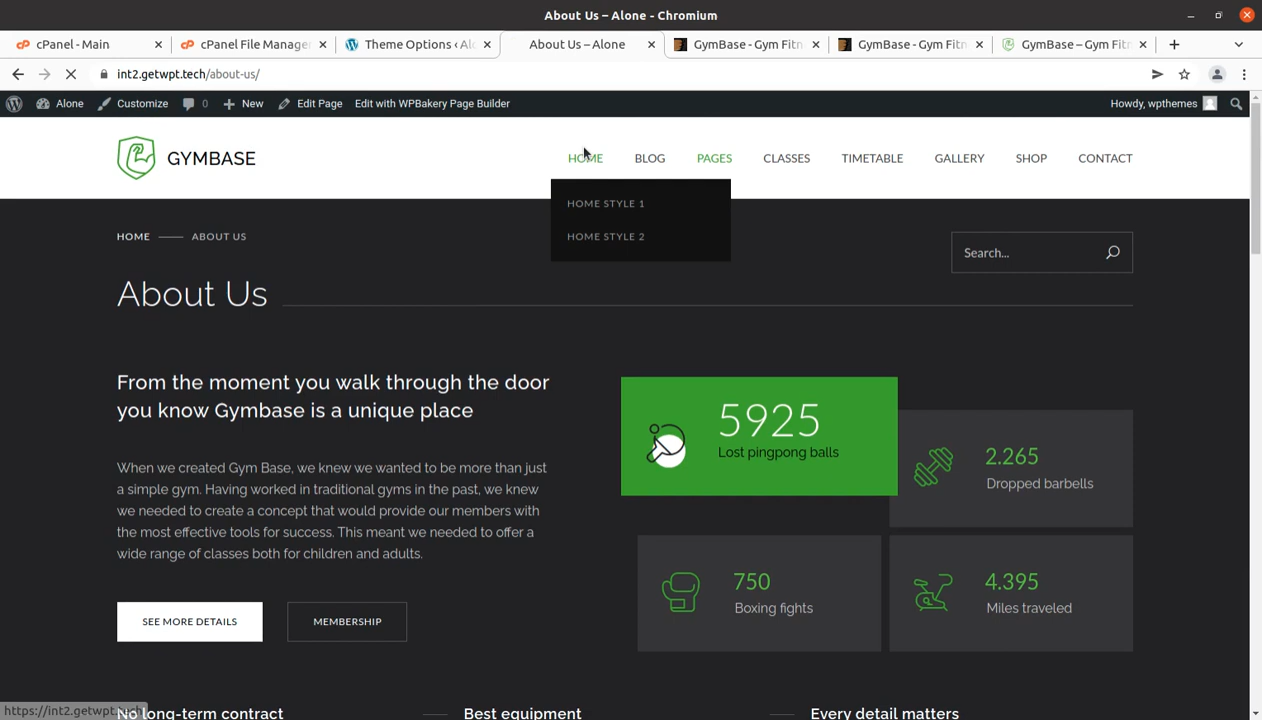 About Us – Alone - Chromium
cPanel - Main
cPanel File Manage
Theme Options ‹ Al
About Us – Alone
GymBase - Gym Fitn
GymBase - Gym Fitn
GymBase – Gym Fit
int2.getwpt.tech/about-us/
Alone
Customize
0
New
Edit Page
Edit with WPBakery Page Builder
Howdy, wpthemes
GYMBASE
HOME
BLOG
PAGES
CLASSES
TIMETABLE
GALLERY
SHOP
CONTACT
HOME STYLE 1
HOME STYLE 2
HOME
ABOUT US
Search...
About Us
From the moment you walk through the door
you know Gymbase is a unique place
When we created Gym Base, we knew we wanted to be more than just
a simple gym. Having worked in traditional gyms in the past, we knew
we needed to create a concept that would provide our members with
the most effective tools for success. This meant we needed to offer a
wide range of classes both for children and adults.
SEE MORE DETAILS
MEMBERSHIP
5925
Lost pingpong balls
2.265
Dropped barbells
750
Boxing fights
4.395
Miles traveled
https://int2.getwpt.tech
No long-term contract
Best equipment
Every detail matters